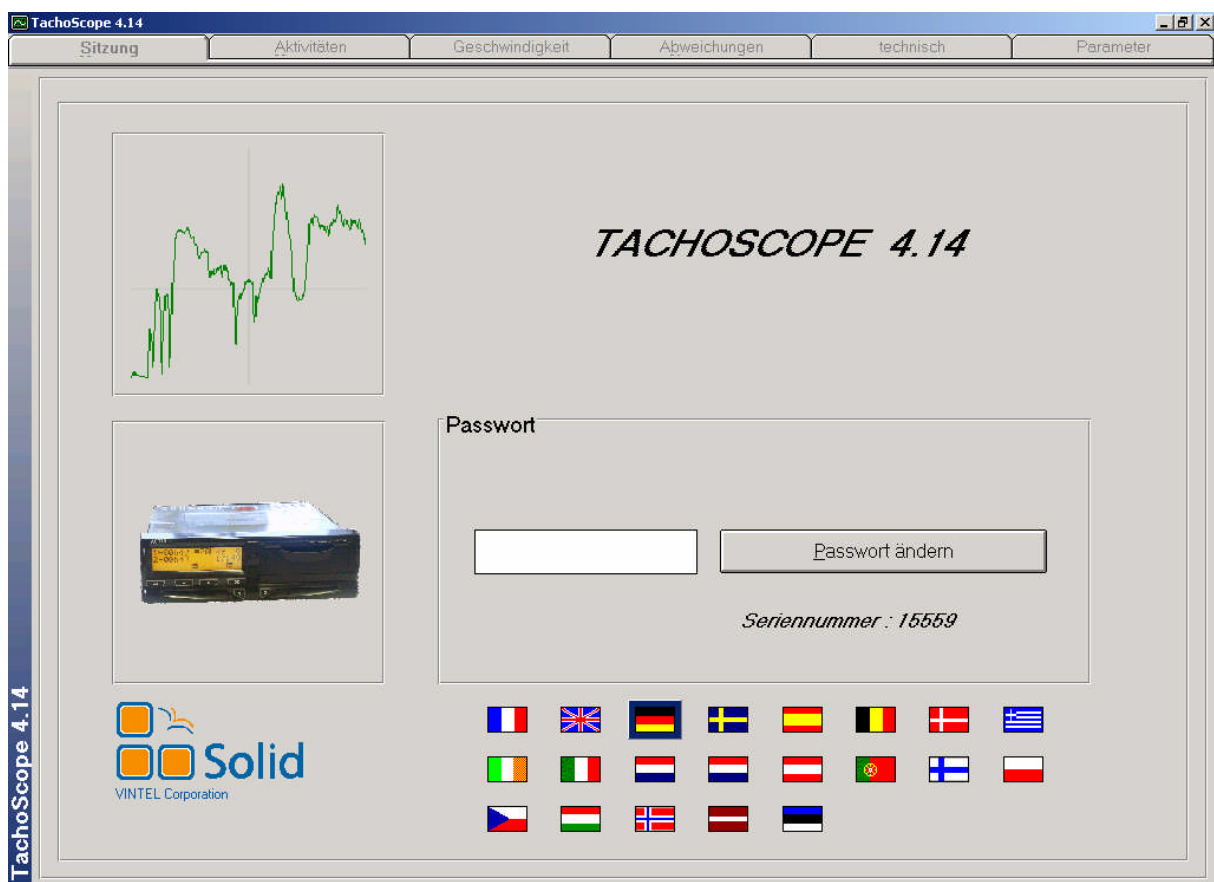 TachoScope 4.14
Sitzung
Aktivitäten
Geschwindigkeit
Abweichungen
technisch
Parameter
TACHOSCOPE 4.14
Passwort
Passwort ändern
Seriennummer : 15559
Solid
VINTEL Corporation
TachoScope 4.14